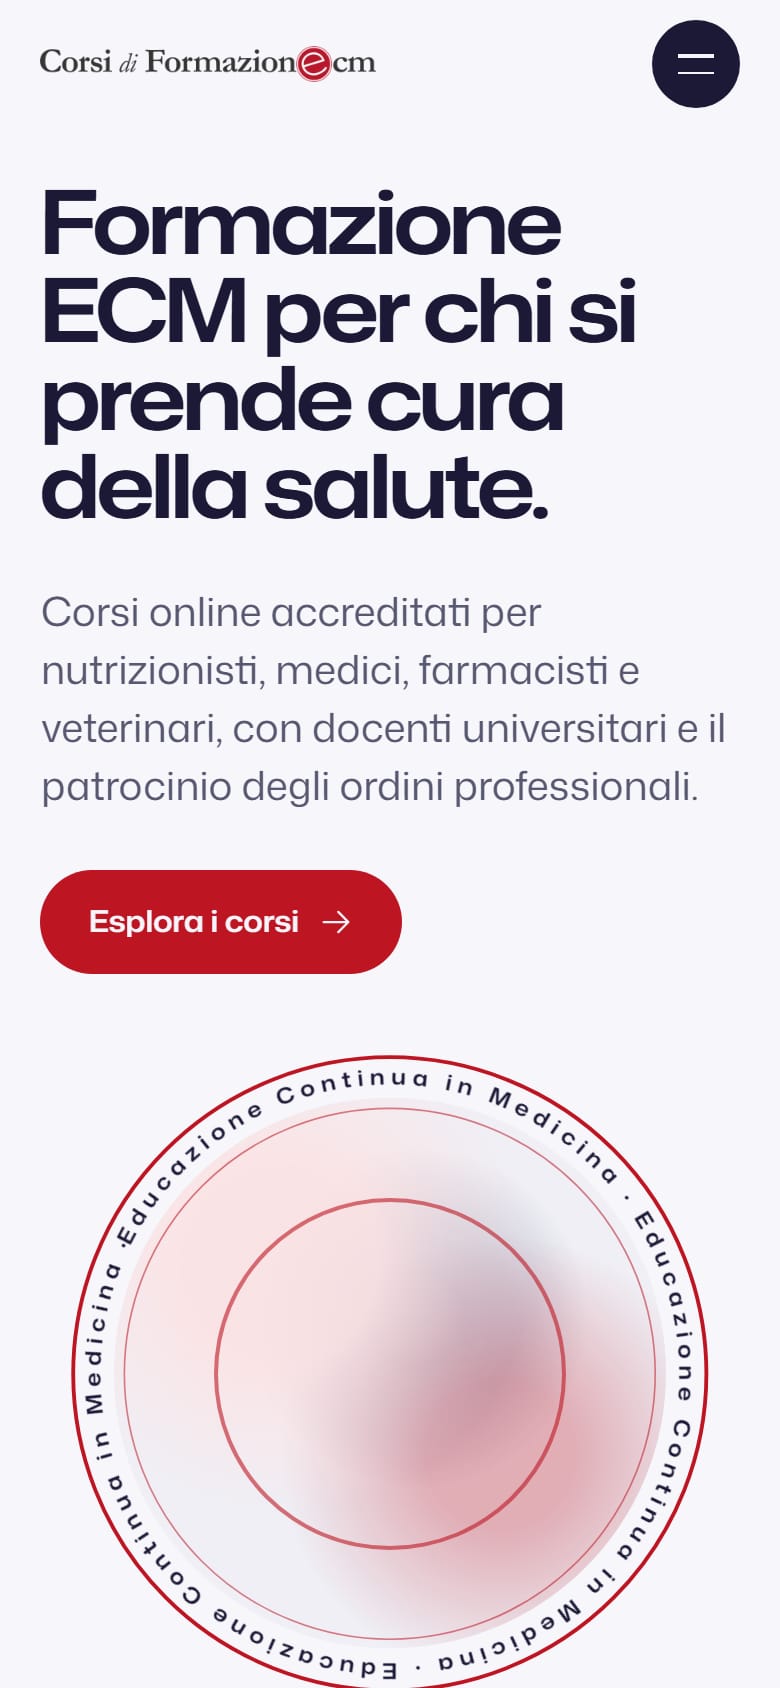 Corsi di Formazionecm
Formazione
ECM per chi si
prende cura
della salute.
Corsi online accreditati per
nutrizionisti, medici, farmacisti e
veterinari, con docenti universitari e il
patrocinio degli ordini professionali.
Esplora i corsi →
Educazione Continua in Medicina · Educazione Continua in Medicina · Educazione Continua in Medicina ·